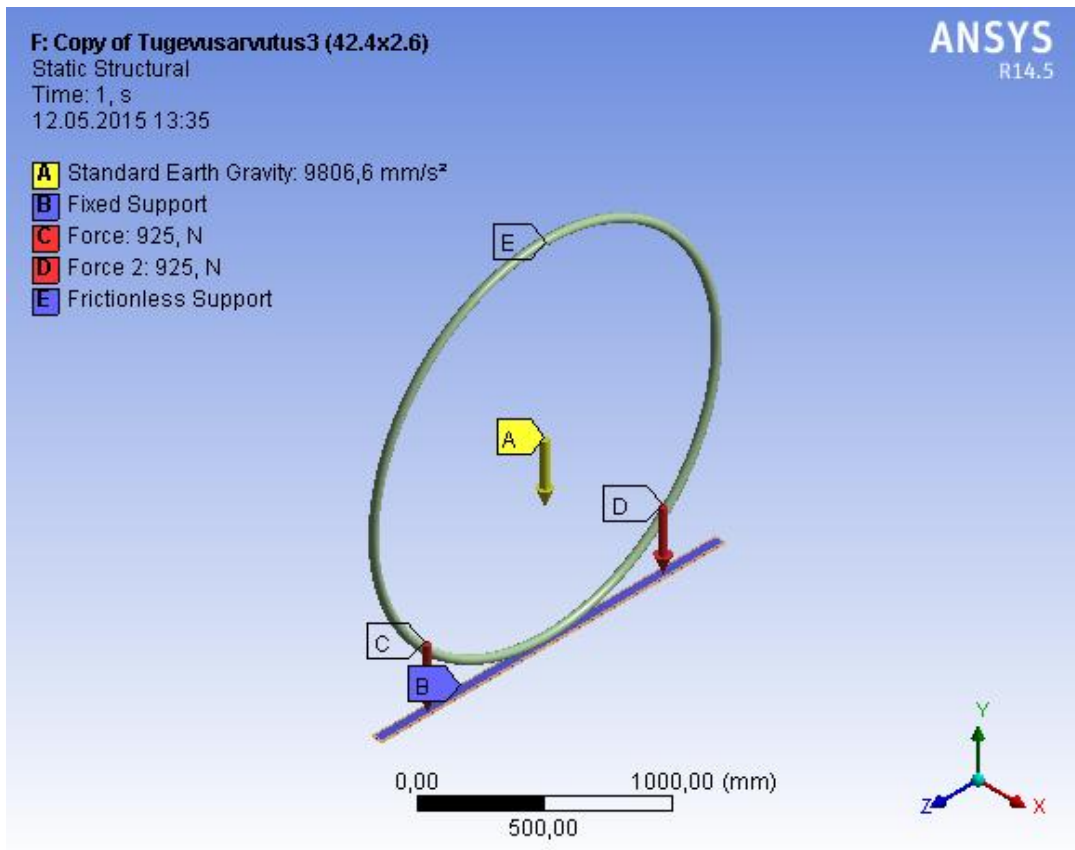 F: Copy of Tugevusarvutus3 (42.4x2.6)
Static Structural
Time: 1, s
12.05.2015 13:35
ANSYS
R14.5
A Standard Earth Gravity: 9806,6 mm/s²
B Fixed Support
C Force: 925, N
D Force 2: 925, N
E Frictionless Support
E
A
D
C
B
0,00 1000,00 (mm)
500,00
Y
Z X